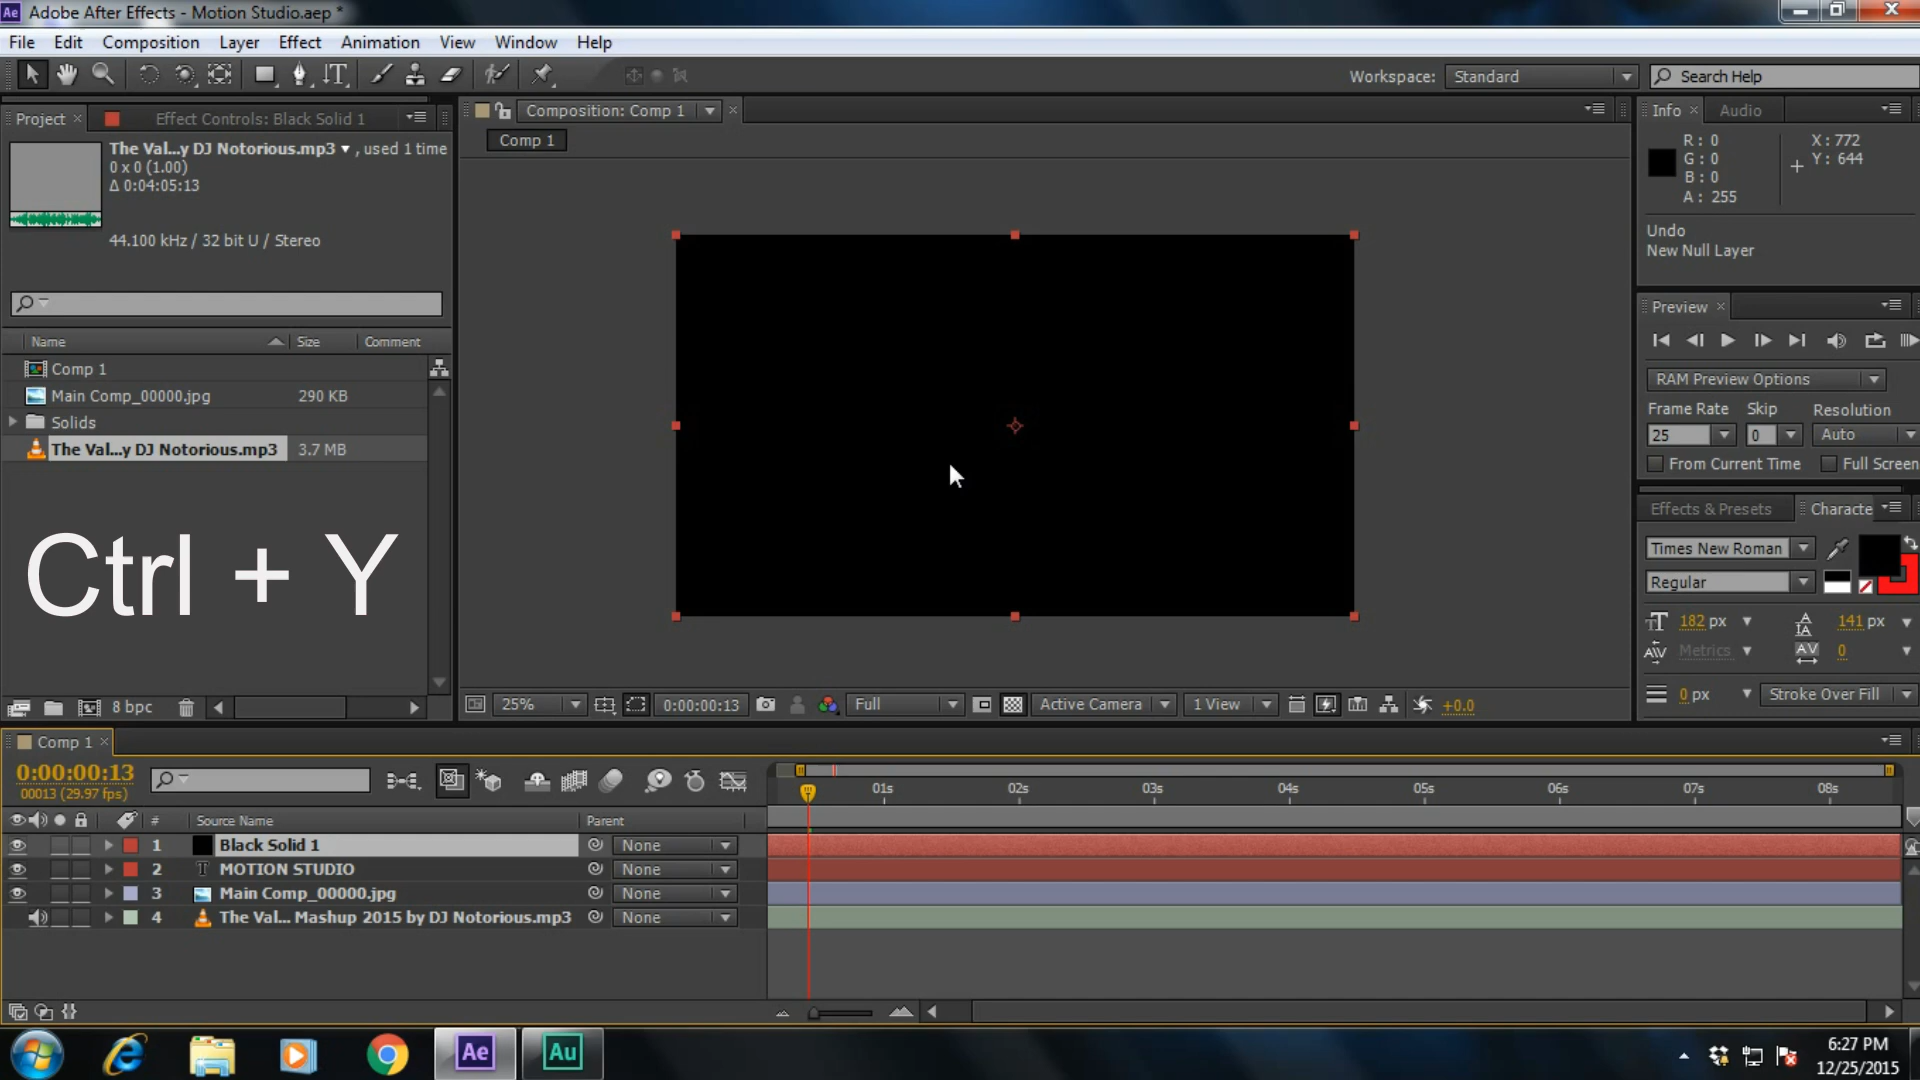 Ae Adobe After Effects - Motion Studio.aep *
File Edit Composition Layer Effect Animation View Window Help
Workspace: Standard Search Help
Project Effect Controls: Black Solid 1
The Val...y DJ Notorious.mp3 , used 1 time
0 x 0 (1.00)
Δ 0:04:05:13
44.100 kHz / 32 bit U / Stereo
Name Size Comment
Comp 1
Main Comp_00000.jpg 290 KB
Solids
The Val...y DJ Notorious.mp3 3.7 MB
Ctrl + Y
8 bpc
Composition: Comp 1
Comp 1
25% 0:00:00:13 Full Active Camera 1 View +0.0
Info Audio
R : 0 X : 772
G : 0 Y : 644
B : 0
A : 255
Undo
New Null Layer
Preview
RAM Preview Options
Frame Rate Skip Resolution
25 0 Auto
From Current Time Full Screen
Effects & Presets Characte
Times New Roman
Regular
182 px 141 px
Metrics 0
0 px Stroke Over Fill
Comp 1
0:00:00:13
00013 (29.97 fps)
01s 02s 03s 04s 05s 06s 07s 08s
# Source Name Parent
1 Black Solid 1 None
2 T MOTION STUDIO None
3 Main Comp_00000.jpg None
4 The Val... Mashup 2015 by DJ Notorious.mp3 None
Ae Au
6:27 PM
12/25/2015